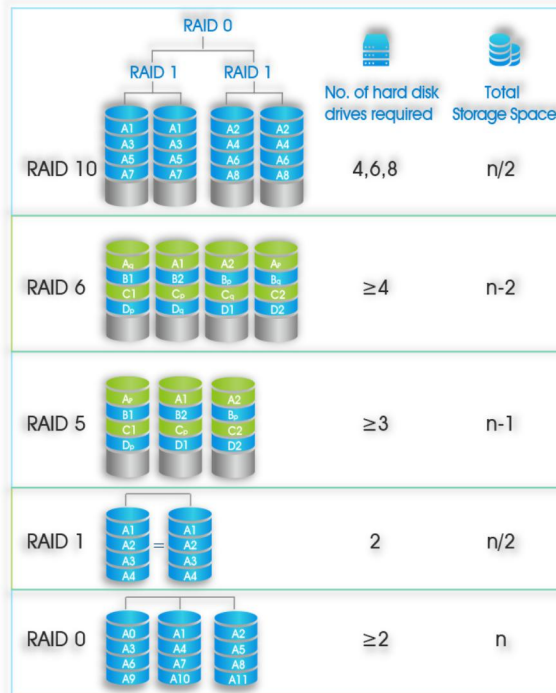 RAID 0
RAID 1 RAID 1
No. of hard disk drives required
Total Storage Space
RAID 10
A1 A1 A2 A2
A3 A3 A4 A4
A5 A5 A6 A6
A7 A7 A8 A8
4,6,8
n/2
RAID 6
Aq A1 A2 Ap
B1 B2 Bp Bq
C1 Cp Cq C2
Dp Dq D1 D2
≥4
n-2
RAID 5
Ap A1 A2
B1 B2 Bp
C1 Cp C2
Dp D1 D2
≥3
n-1
RAID 1
A1 A1
A2 = A2
A3 A3
A4 A4
2
n/2
RAID 0
A0 A1 A2
A3 A4 A5
A6 A7 A8
A9 A10 A11
≥2
n